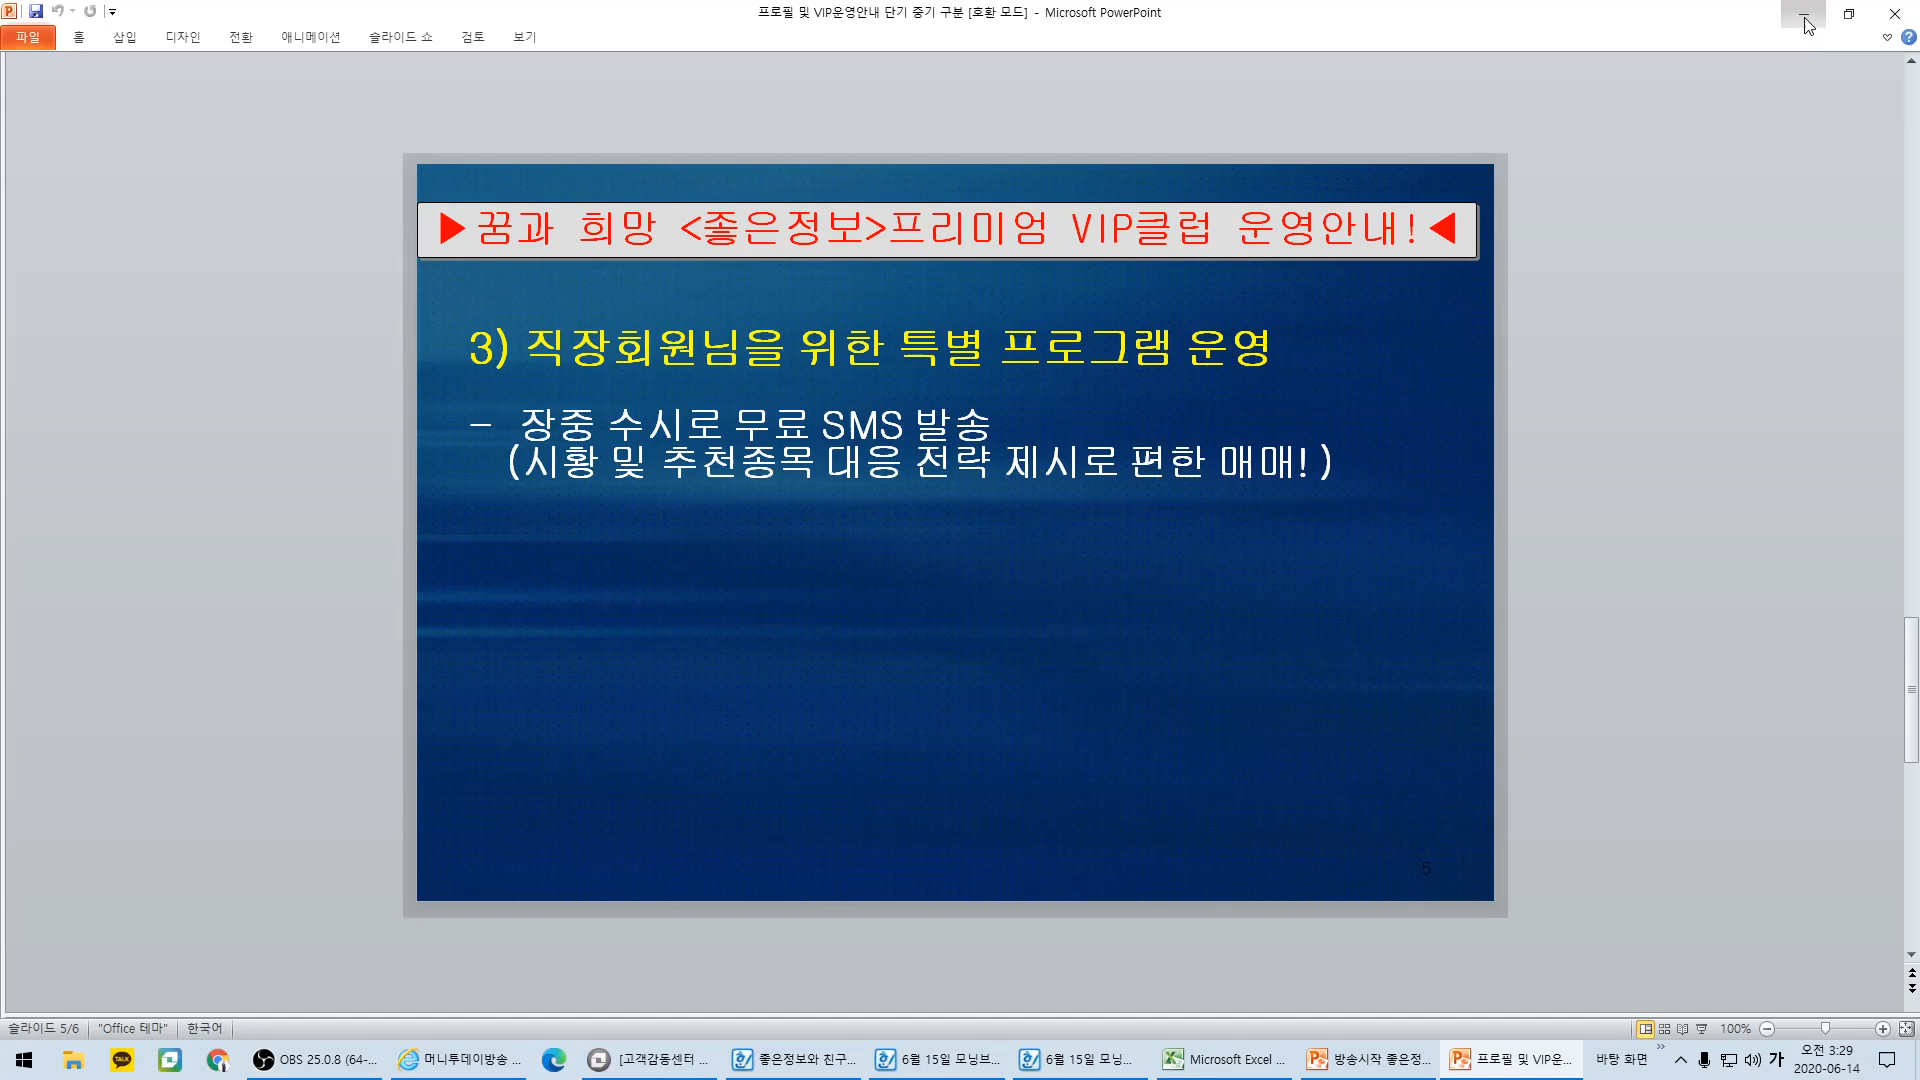 프로필 및 VIP운영안내 단기 중기 구분 [호환 모드] - Microsoft PowerPoint
파일 홈 삽입 디자인 전환 애니메이션 슬라이드 쇼 검토 보기
▶꿈과 희망 <좋은정보>프리미엄 VIP클럽 운영안내!◀
3) 직장회원님을 위한 특별 프로그램 운영
- 장중 수시로 무료 SMS 발송
(시황 및 추천종목 대응 전략 제시로 편한 매매! )
5
슬라이드 5/6 "Office 테마" 한국어 100%
OBS 25.0.8 (64-... 머니투데이방송 ... [고객감동센터 ... 좋은정보와 친구... 6월 15일 모닝브... 6월 15일 모닝... Microsoft Excel ... 방송시작 좋은정... 프로필 및 VIP운... 바탕 화면 가 오전 3:29
2020-06-14